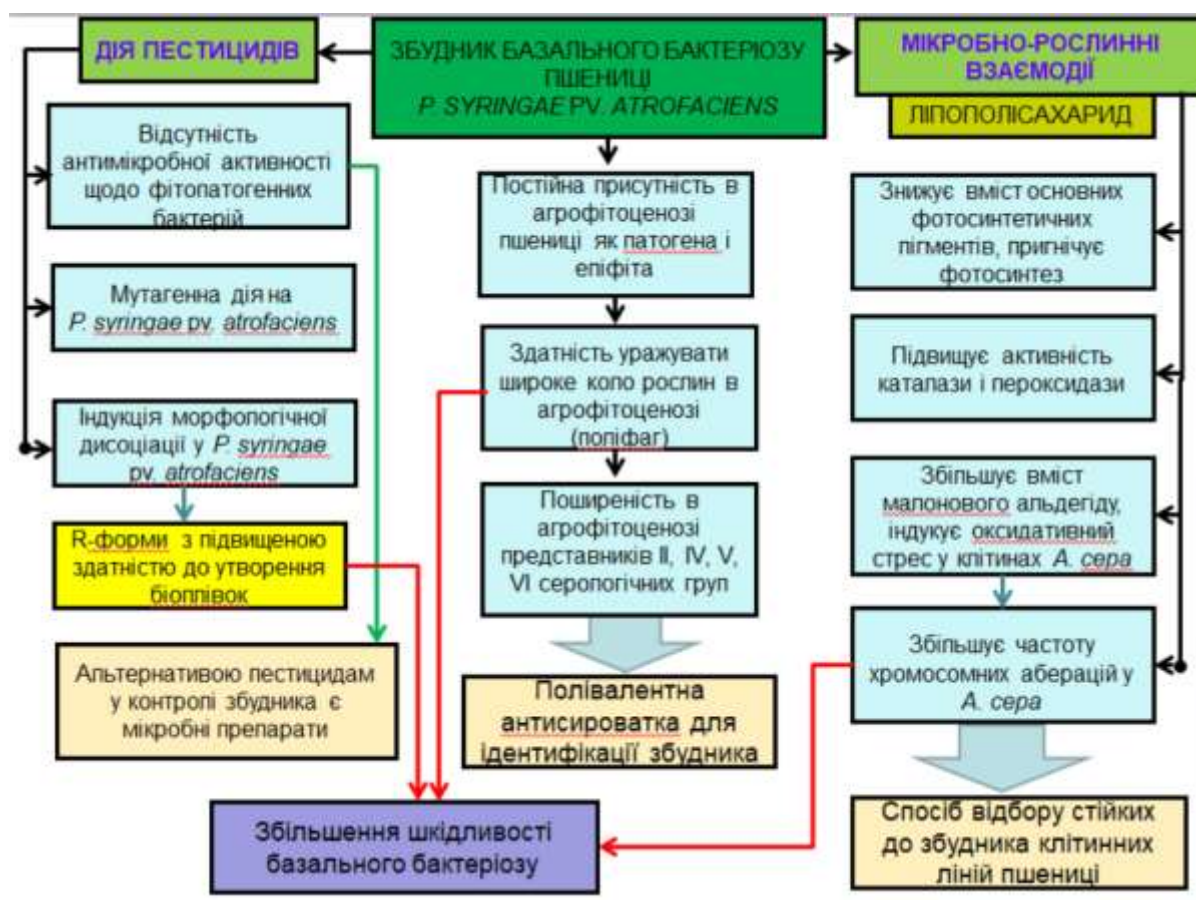 ДІЯ ПЕСТИЦИДІВ
Відсутність
антимікробної активності
щодо фітопатогенних
бактерій
Мутагенна дія на
P. syringae pv. atrofaciens
Індукція морфологічної
дисоціації у P. syringae
pv. atrofaciens
R-форми з підвищеною
здатністю до утворення
біоплівок
Альтернативою пестицидам
у контролі збудника є
мікробні препарати
ЗБУДНИК БАЗАЛЬНОГО БАКТЕРІОЗУ
ПШЕНИЦІ
P. SYRINGAE PV. ATROFACIENS
Постійна присутність в
агрофітоценозі
пшениці як патогена і
епіфіта
Здатність уражувати
широке коло рослин в
агрофітоценозі
(поліфаг)
Поширеність в
агрофітоценозі
представників II, IV, V,
VI серологічних груп
Полівалентна
антисироватка для
ідентифікації збудника
Збільшення шкідливості
базального бактеріозу
МІКРОБНО-РОСЛИННІ
ВЗАЄМОДІЇ
ЛІПОПОЛІСАХАРИД
Знижує вміст основних
фотосинтетичних
пігментів, пригнічує
фотосинтез
Підвищує активність
каталази і пероксидази
Збільшує вміст
малонового альдегіду,
індукує оксидативний
стрес у клітинах A. cepa
Збільшує частоту
хромосомних аберацій у
A. cepa
Спосіб відбору стійких
до збудника клітинних
ліній пшениці